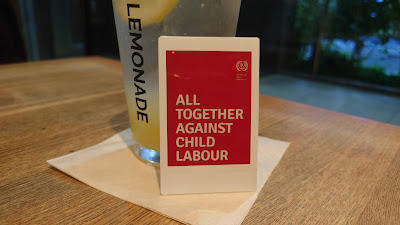 LEMONADE
ALL
TOGETHER
AGAINST
CHILD
LABOUR